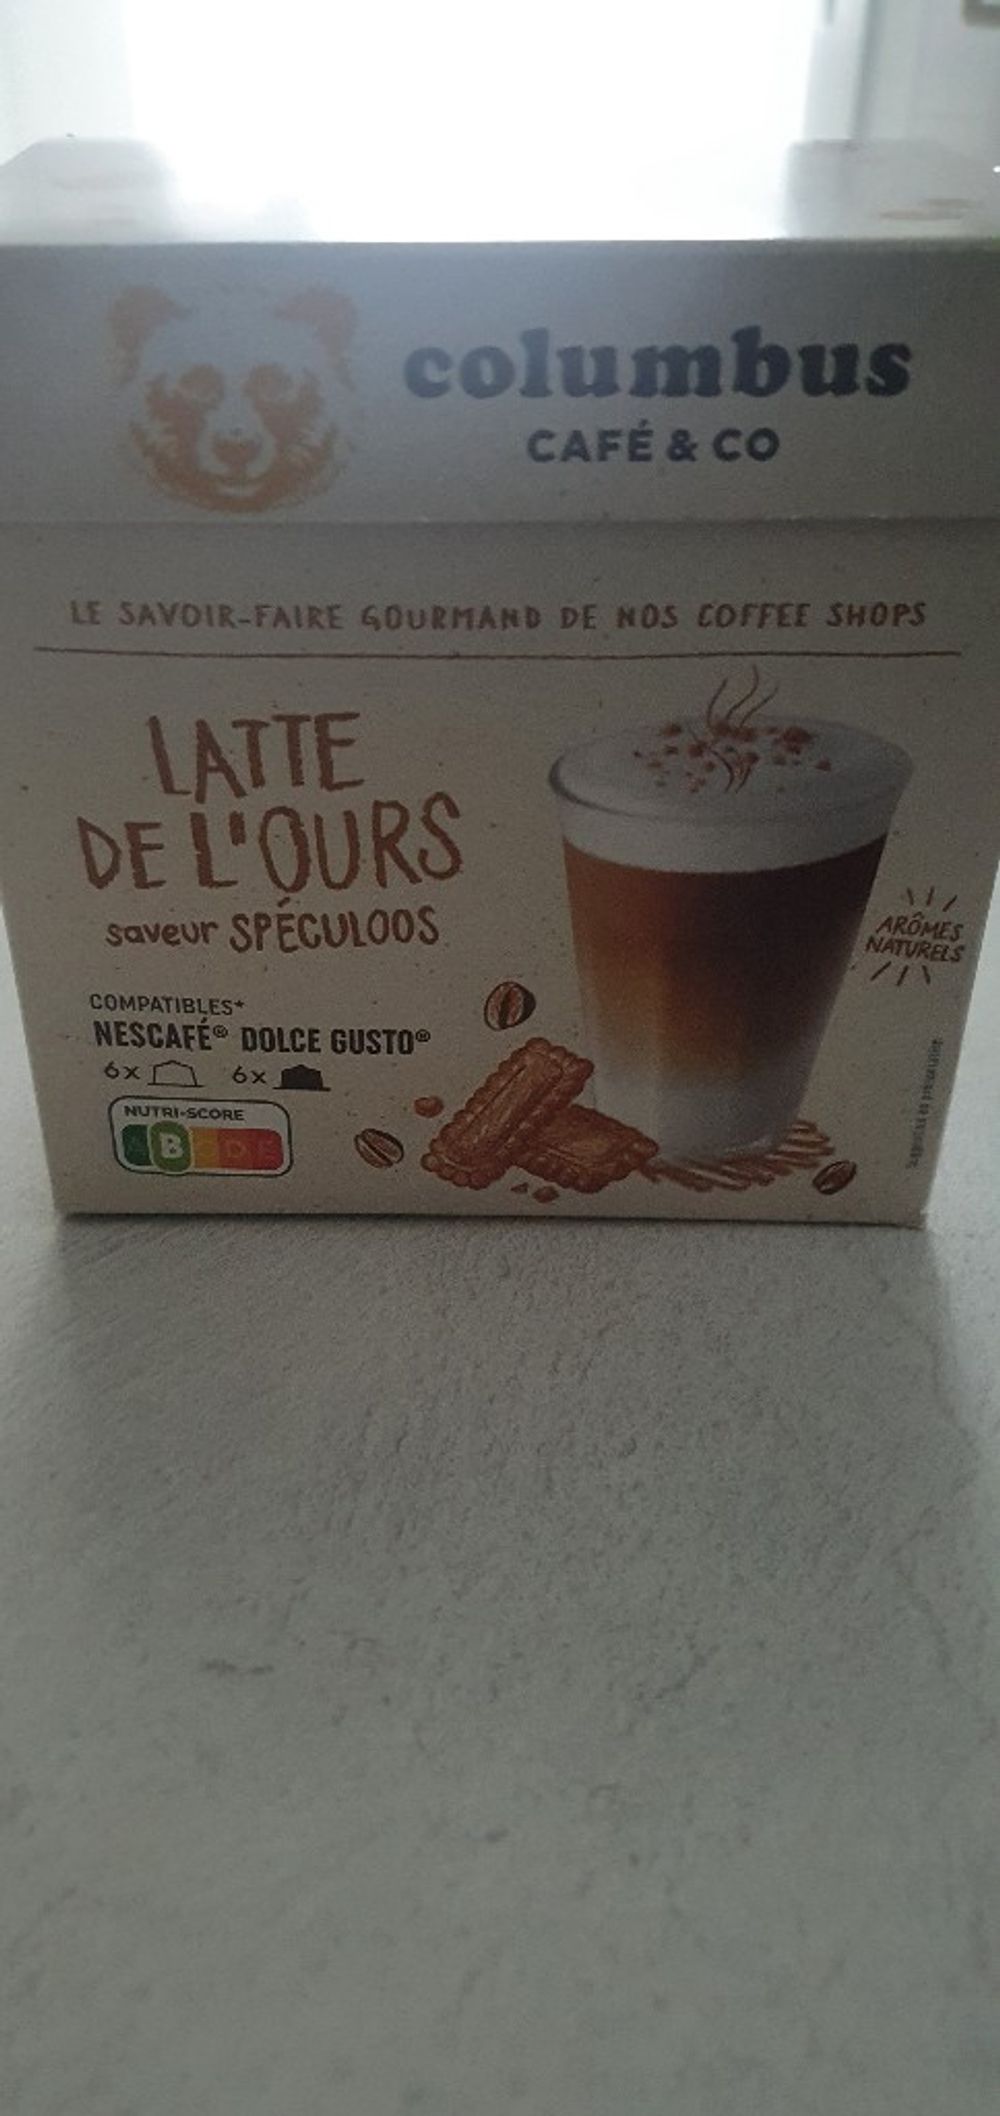 columbus
CAFÉ & CO
LE SAVOIR-FAIRE GOURMAND DE NOS COFFEE SHOPS
LATTE
DE L'OURS
saveur SPÉCULOOS
ARÔMES
NATURELS
COMPATIBLES*
NESCAFÉ® DOLCE GUSTO®
6x 6x
NUTRI-SCORE
B D E